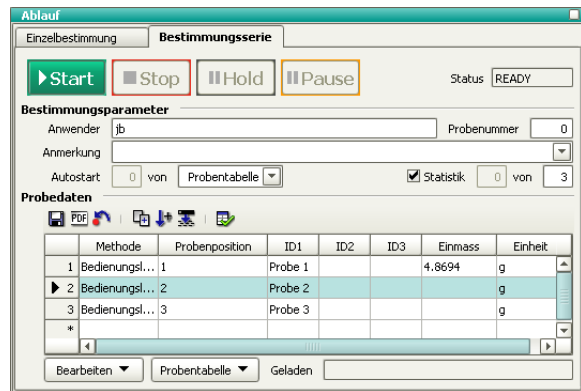 Ablauf
Einzelbestimmung Bestimmungsserie
Start Stop Hold Pause Status READY
Bestimmungsparameter
Anwender jb Probenummer 0
Anmerkung
Autostart 0 von Probentabelle Statistik 0 von 3
Probedaten
PDF
Methode Probenposition ID1 ID2 ID3 Einmass Einheit
1 Bedienungsl... 1 Probe 1 4.8694 g
2 Bedienungsl... 2 Probe 2 g
3 Bedienungsl... 3 Probe 3 g
*
Bearbeiten Probentabelle Geladen